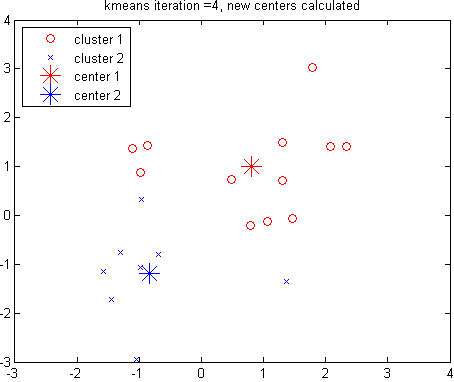 kmeans iteration =4, new centers calculated
cluster 1
cluster 2
center 1
center 2
4
3
2
1
0
-1
-2
-3
-3 -2 -1 0 1 2 3 4